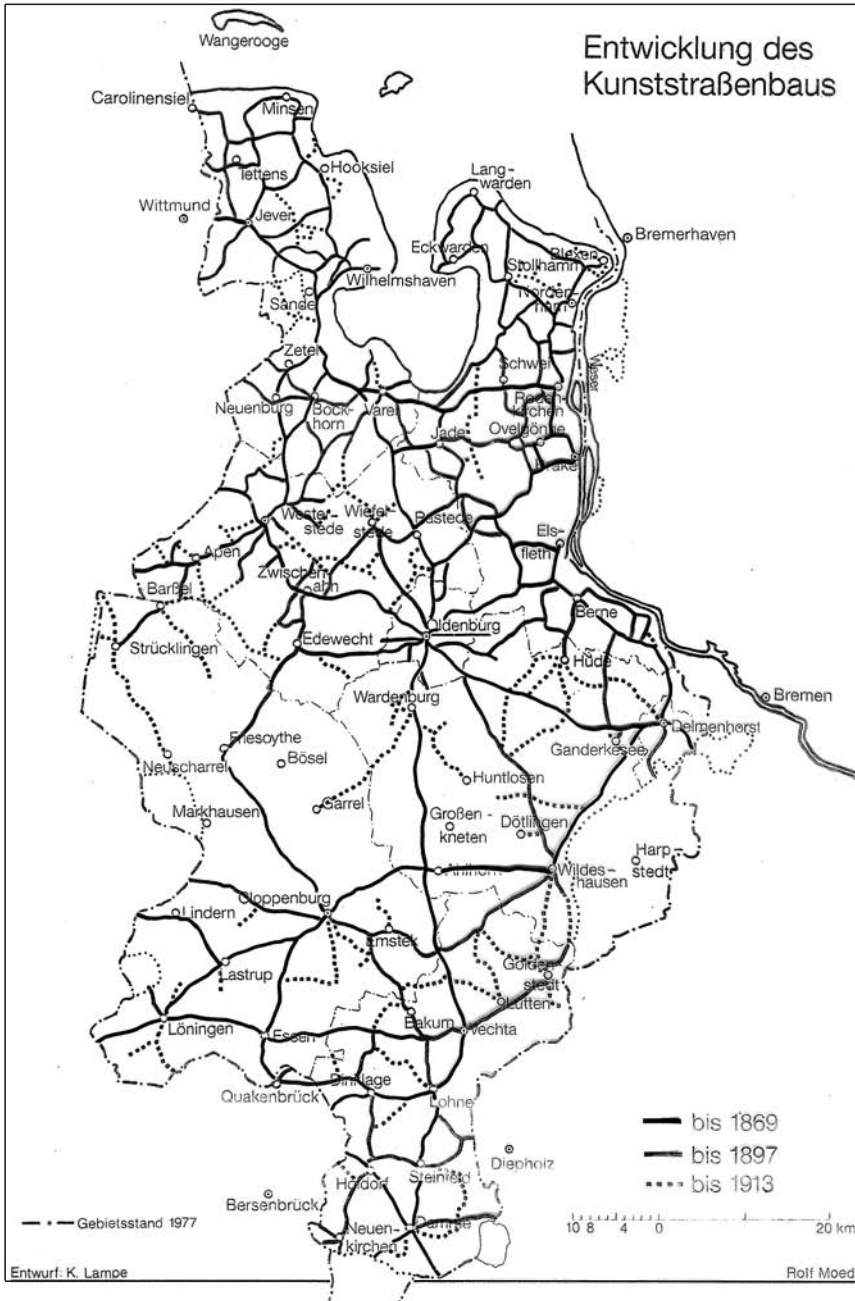 Entwicklung des
Kunststraßenbaus
Wangerooge
Carolinensiel
Minsen
Tettens
Hooksiel
Wittmund
Jever
Lang-
warden
Bremerhaven
Eckwarden
Blexen
Stollhamm
Wilhelmshaven
Norden-
ham
Sande
Zetel
Schwei
Weser
Neuenburg
Bock-
horn
Varel
Roden-
kirchen
Jade
Ovelgönne
Brake
Wester-
stede
Wiefel-
stede
Rastede
Els-
fleth
Apen
Zwischen-
ahn
Barßel
Berne
Oldenburg
Strücklingen
Edewecht
Hude
Wardenburg
Bremen
Delmenhorst
Friesoythe
Ganderkesee
Neuscharrel
Bösel
Huntlosen
Garrel
Markhausen
Großen-
kneten
Dötlingen
Harp-
stedt
Ahlhorn
Wildes-
hausen
Cloppenburg
Lindern
Emstek
Golden-
stedt
Lastrup
Lutten
Bakum
Löningen
Essen
Vechta
Dinklage
Quakenbrück
Lohne
bis 1869
bis 1897
bis 1913
Diepholz
Steinfeld
Holdorf
Bersenbrück
Gebietsstand 1977
Neuen-
kirchen
Damme
10 8 4 0 20 km
Entwurf: K. Lampe
Rolf Moed